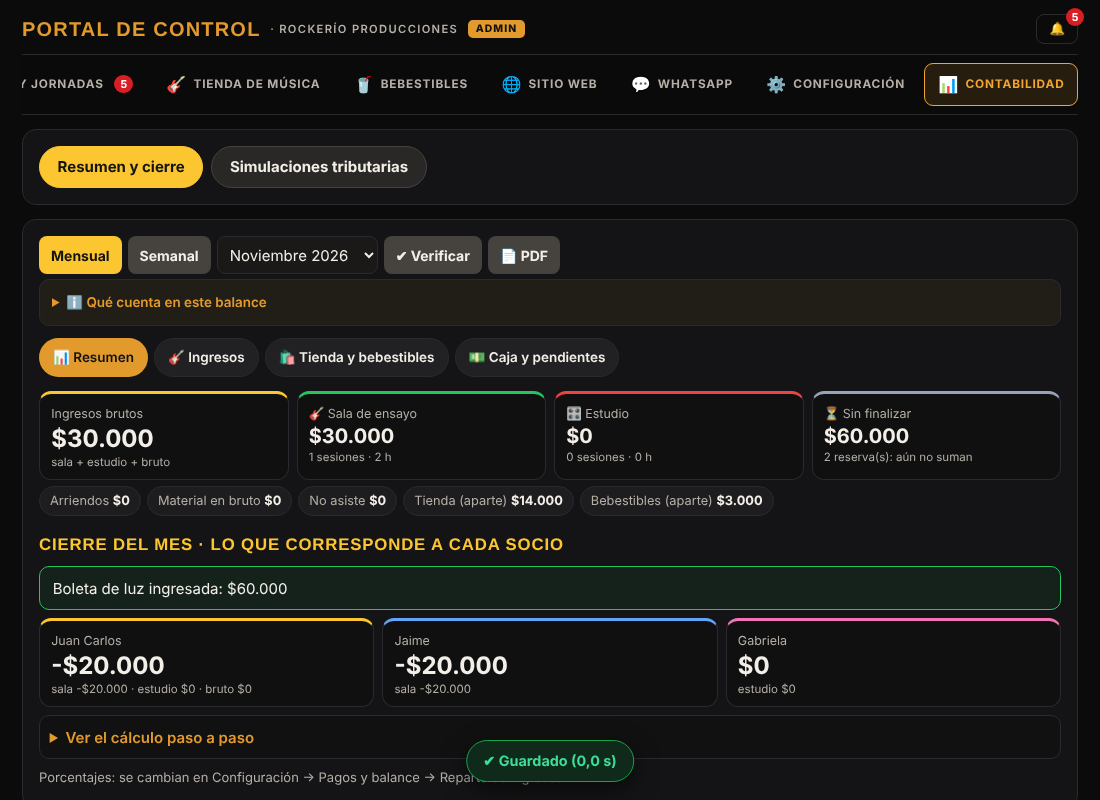 PORTAL DE CONTROL · ROCKERÍO PRODUCCIONES ADMIN 5
Y JORNADAS 5 TIENDA DE MÚSICA BEBESTIBLES SITIO WEB WHATSAPP CONFIGURACIÓN CONTABILIDAD
Resumen y cierre Simulaciones tributarias
Mensual Semanal Noviembre 2026 ✔ Verificar PDF
Qué cuenta en este balance
Resumen Ingresos Tienda y bebestibles Caja y pendientes
Ingresos brutos
$30.000
sala + estudio + bruto
Sala de ensayo
$30.000
1 sesiones · 2 h
Estudio
$0
0 sesiones · 0 h
Sin finalizar
$60.000
2 reserva(s): aún no suman
Arriendos $0 Material en bruto $0 No asiste $0 Tienda (aparte) $14.000 Bebestibles (aparte) $3.000
CIERRE DEL MES · LO QUE CORRESPONDE A CADA SOCIO
Boleta de luz ingresada: $60.000
Juan Carlos
-$20.000
sala -$20.000 · estudio $0 · bruto $0
Jaime
-$20.000
sala -$20.000
Gabriela
$0
estudio $0
Ver el cálculo paso a paso
✔ Guardado (0,0 s)
Porcentajes: se cambian en Configuración → Pagos y balance →